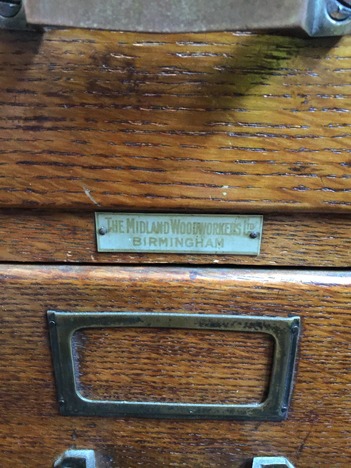 THE MIDLAND WOODWORKERS LTD
BIRMINGHAM